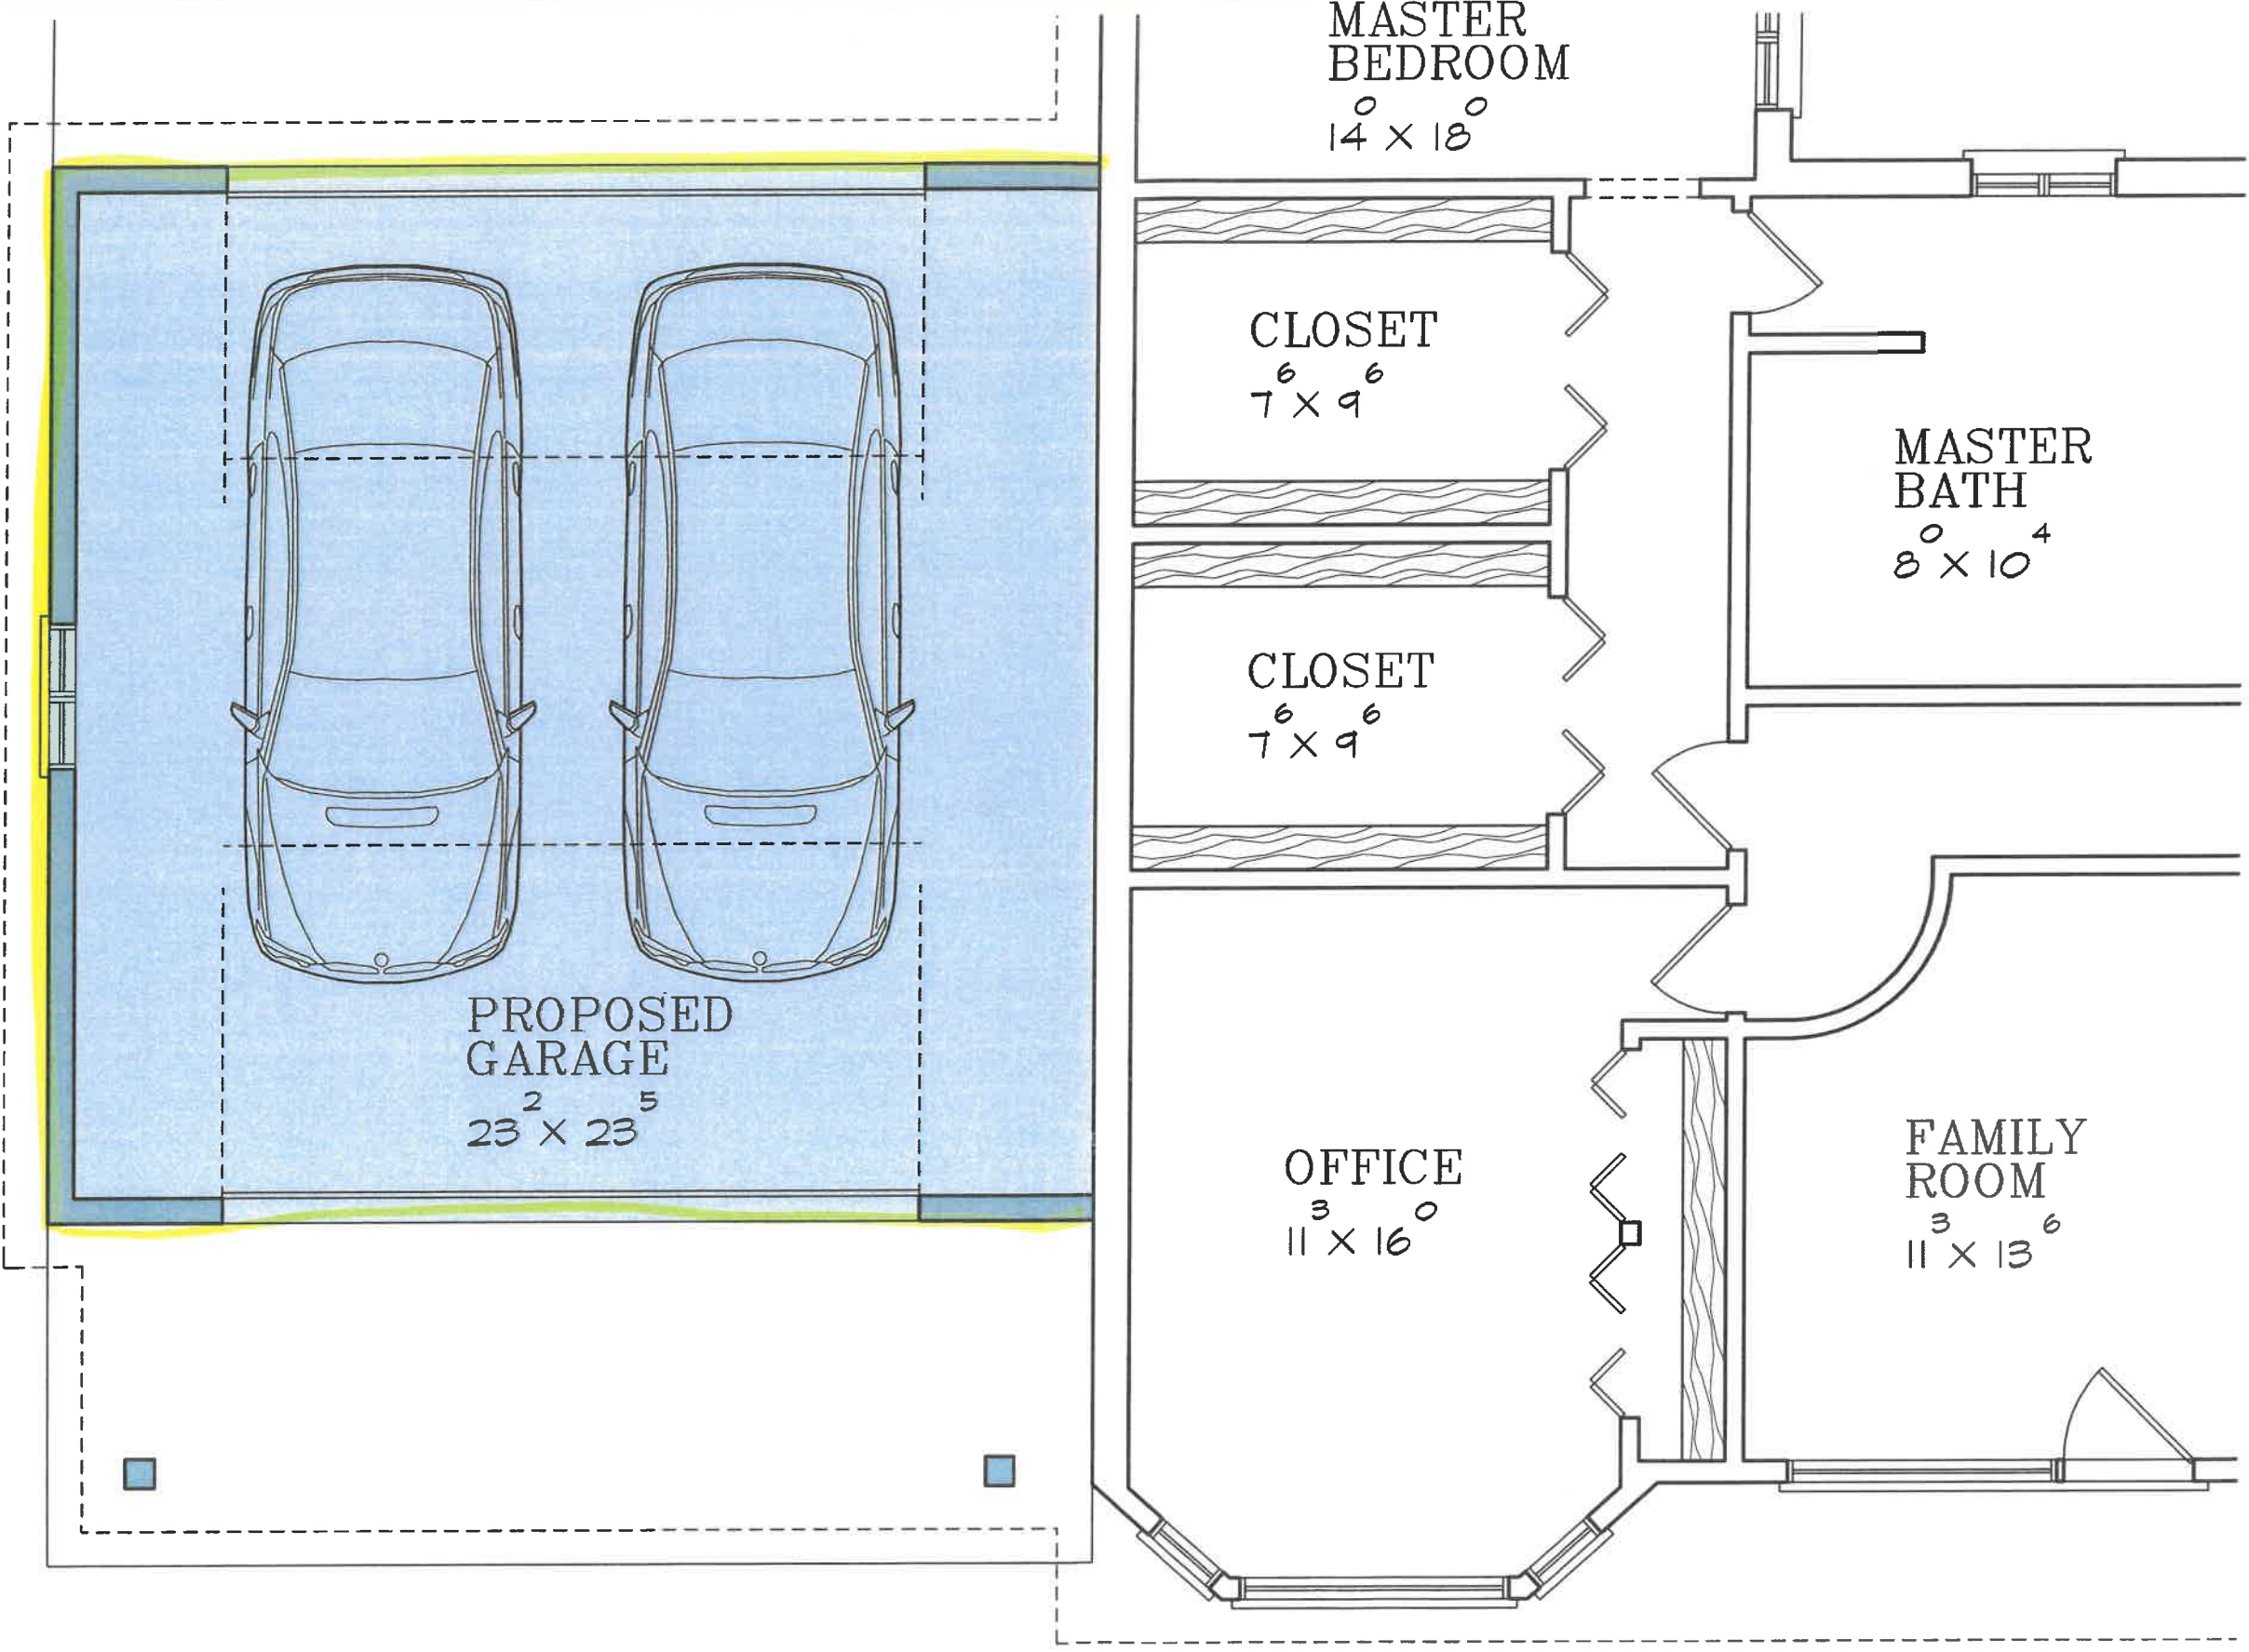 MASTER
BEDROOM
14⁰ X 18⁰
CLOSET
7⁶ X 9⁶
MASTER
BATH
8⁰ X 10⁴
CLOSET
7⁶ X 9⁶
PROPOSED
GARAGE
23² X 23⁵
OFFICE
11³ X 16⁰
FAMILY
ROOM
11³ X 13⁶